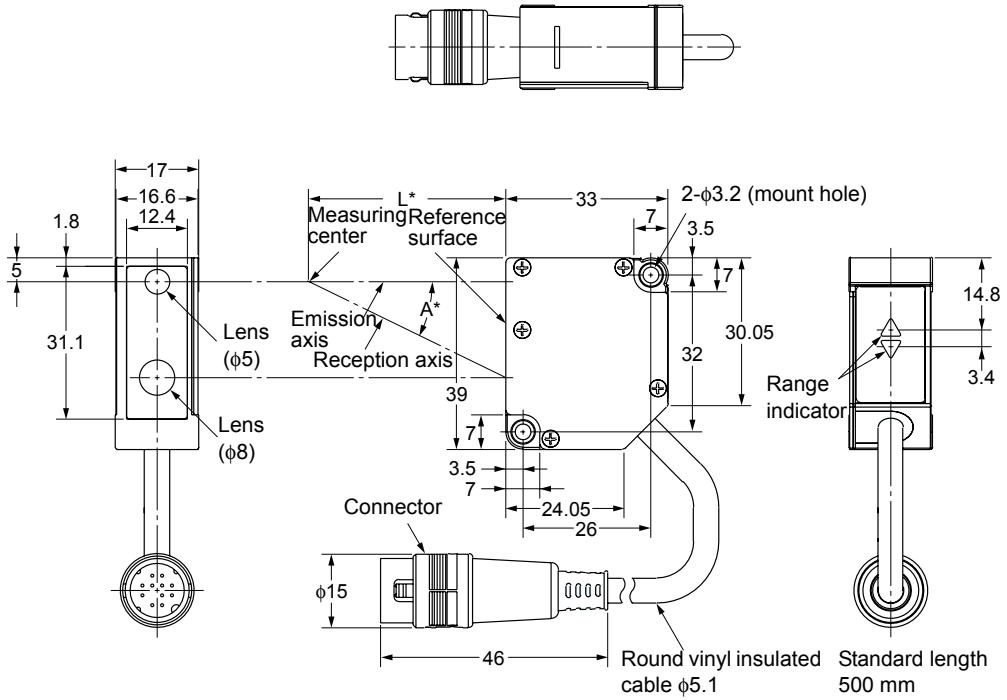 17
16.6
12.4
1.8
5
31.1
Lens
(ϕ5)
Lens
(ϕ8)
L*
Measuring
center
Reference
surface
A*
Emission
axis
Reception axis
33
7
2-ϕ3.2 (mount hole)
3.5
7
30.05
32
39
7
3.5
7
24.05
26
14.8
3.4
Range
indicator
Connector
ϕ15
46
Round vinyl insulated
cable ϕ5.1
Standard length
500 mm